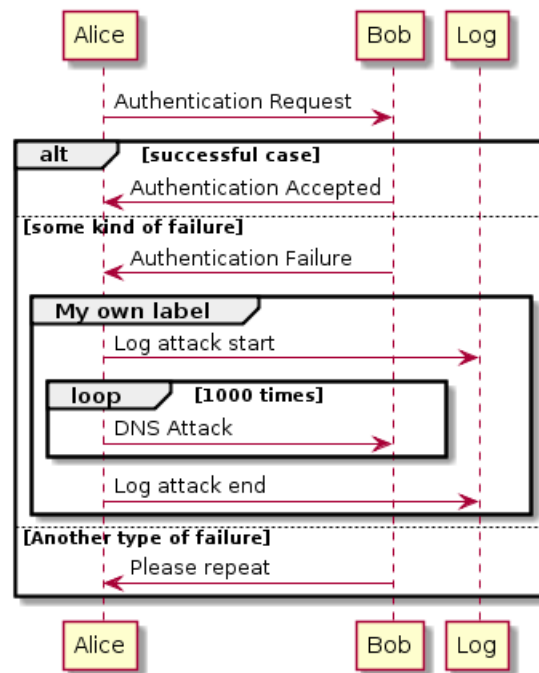 Alice Bob Log
Authentication Request
alt [successful case]
Authentication Accepted
[some kind of failure]
Authentication Failure
My own label
Log attack start
loop [1000 times]
DNS Attack
Log attack end
[Another type of failure]
Please repeat
Alice Bob Log